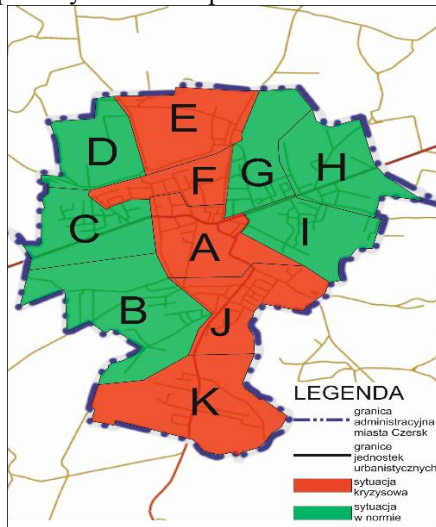 E
D
F
G
H
C
A
I
B
J
K
LEGENDA
granica
administracyjna
miasta Czersk
granice
jednostek
urbanistycznych
sytuacja
kryzysowa
sytuacja
w normie